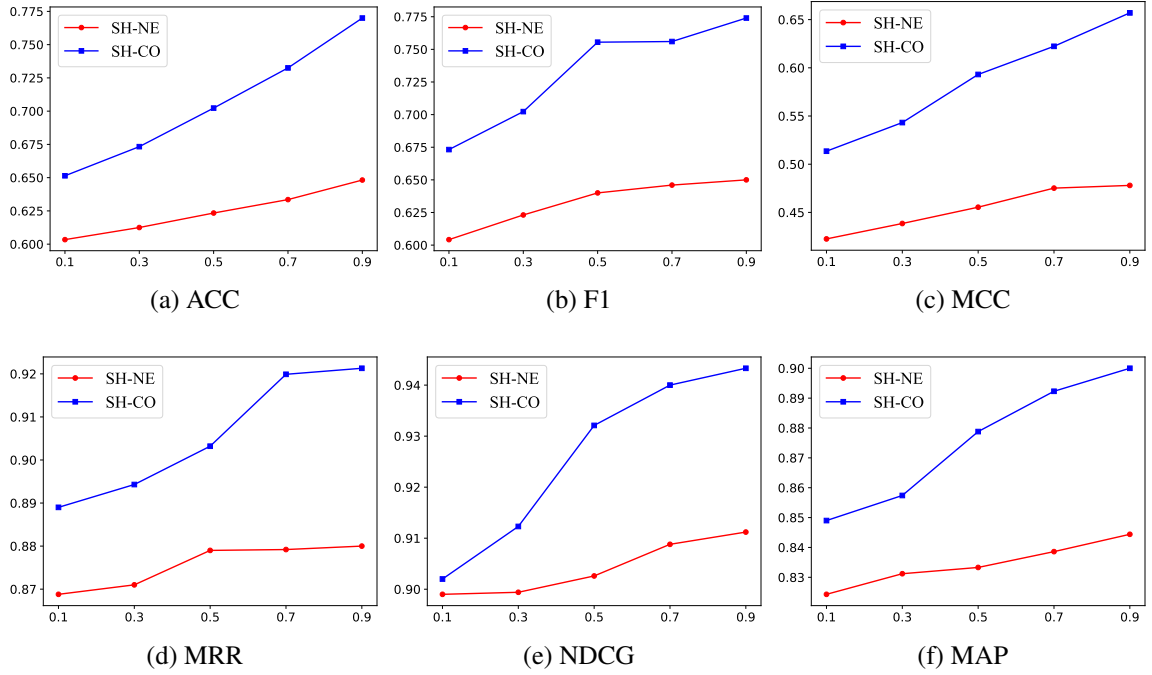 0.775
0.750
0.725
0.700
0.675
0.650
0.625
0.600
0.1 0.3 0.5 0.7 0.9
SH-NE
SH-CO
(a) ACC
0.775
0.750
0.725
0.700
0.675
0.650
0.625
0.600
0.1 0.3 0.5 0.7 0.9
SH-NE
SH-CO
(b) F1
0.65
0.60
0.55
0.50
0.45
0.1 0.3 0.5 0.7 0.9
SH-NE
SH-CO
(c) MCC
0.92
0.91
0.90
0.89
0.88
0.87
0.1 0.3 0.5 0.7 0.9
SH-NE
SH-CO
(d) MRR
0.94
0.93
0.92
0.91
0.90
0.1 0.3 0.5 0.7 0.9
SH-NE
SH-CO
(e) NDCG
0.90
0.89
0.88
0.87
0.86
0.85
0.84
0.83
0.1 0.3 0.5 0.7 0.9
SH-NE
SH-CO
(f) MAP